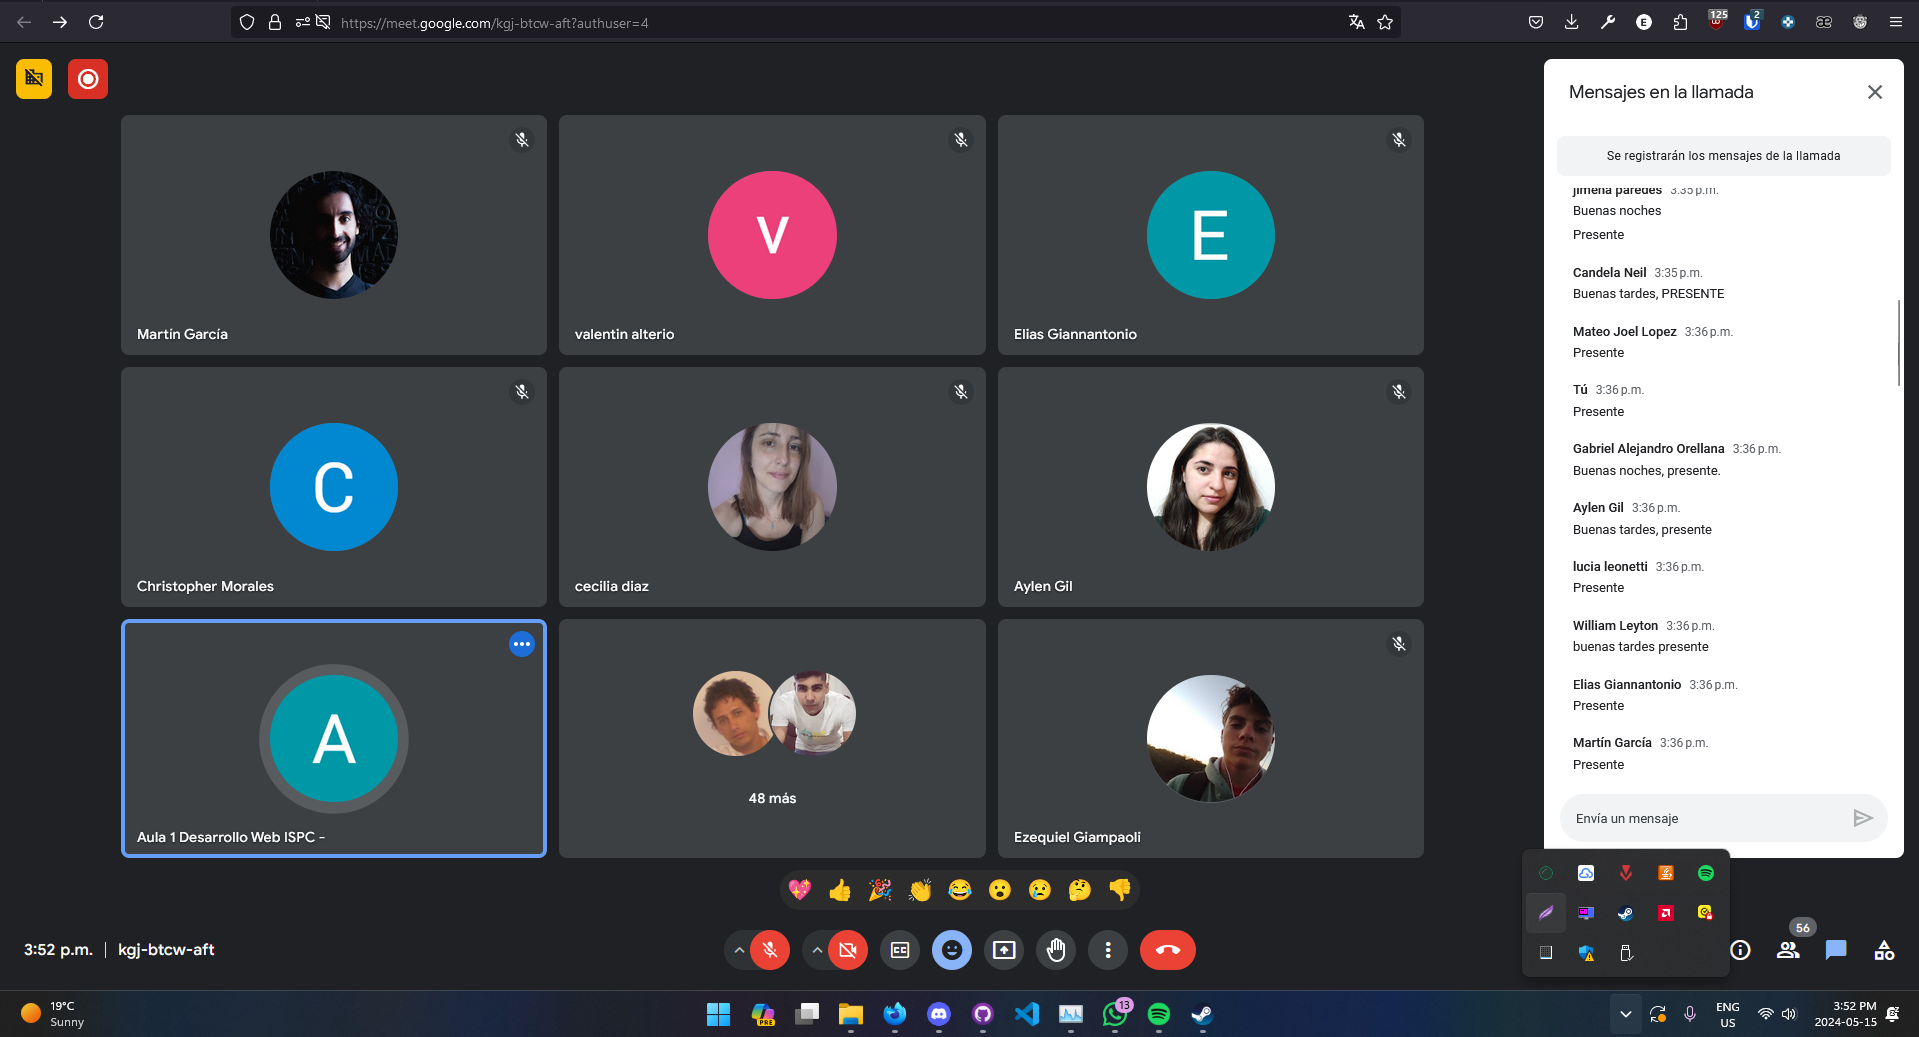 https://meet.google.com/kgj-btcw-aft?authuser=4
E
125
2
Martín García
v
valentin alterio
E
Elias Giannantonio
C
Christopher Morales
cecilia diaz
Aylen Gil
A
Aula 1 Desarrollo Web ISPC -
48 más
Ezequiel Giampaoli
Mensajes en la llamada
Se registrarán los mensajes de la llamada
jimena paredes 3:35 p.m.
Buenas noches
Presente
Candela Neil 3:35 p.m.
Buenas tardes, PRESENTE
Mateo Joel Lopez 3:36 p.m.
Presente
Tú 3:36 p.m.
Presente
Gabriel Alejandro Orellana 3:36 p.m.
Buenas noches, presente.
Aylen Gil 3:36 p.m.
Buenas tardes, presente
lucia leonetti 3:36 p.m.
Presente
William Leyton 3:36 p.m.
buenas tardes presente
Elias Giannantonio 3:36 p.m.
Presente
Martín García 3:36 p.m.
Presente
Envía un mensaje
3:52 p.m. | kgj-btcw-aft
56
19°C
Sunny
PRE
13
ENG
US
3:52 PM
2024-05-15